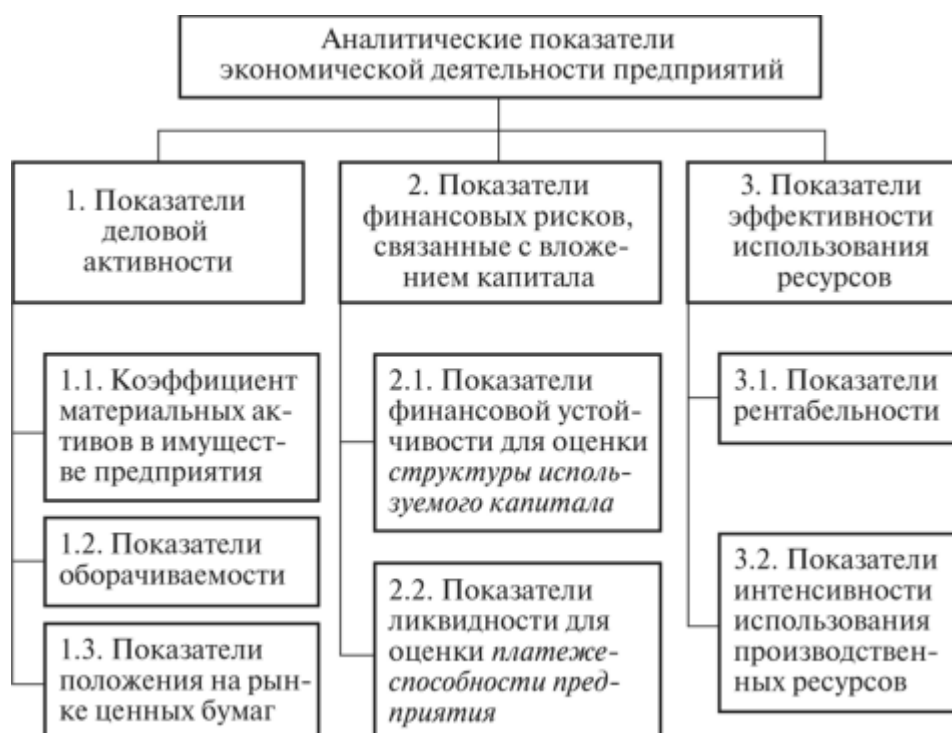 Аналитические показатели
экономической деятельности предприятий
1. Показатели
деловой
активности
2. Показатели
финансовых рисков,
связанные с вложе-
нием капитала
3. Показатели
эффективности
использования
ресурсов
1.1. Коэффициент
материальных ак-
тивов в имущест-
ве предприятия
1.2. Показатели
оборачиваемости
1.3. Показатели
положения на рын-
ке ценных бумаг
2.1. Показатели
финансовой устой-
чивости для оценки
структуры исполь-
зуемого капитала
2.2. Показатели
ликвидности для
оценки платеже-
способности пред-
приятия
3.1. Показатели
рентабельности
3.2. Показатели
интенсивности
использования
производствен-
ных ресурсов